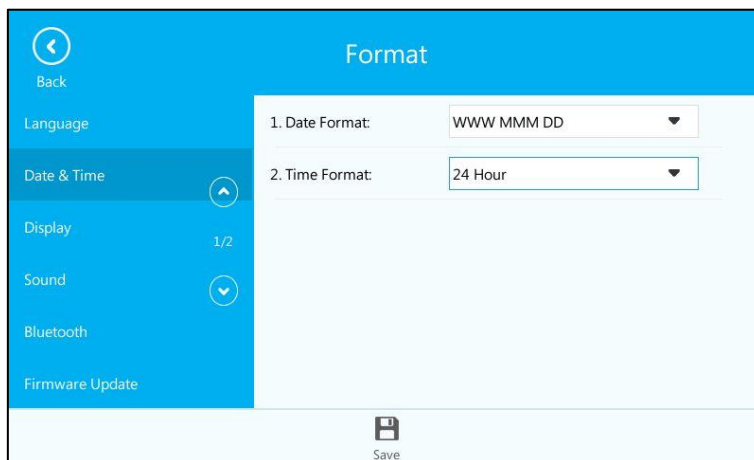 Format
Back
Language
Date & Time
Display
1/2
Sound
Bluetooth
Firmware Update
1. Date Format: WWW MMM DD
2. Time Format: 24 Hour
Save